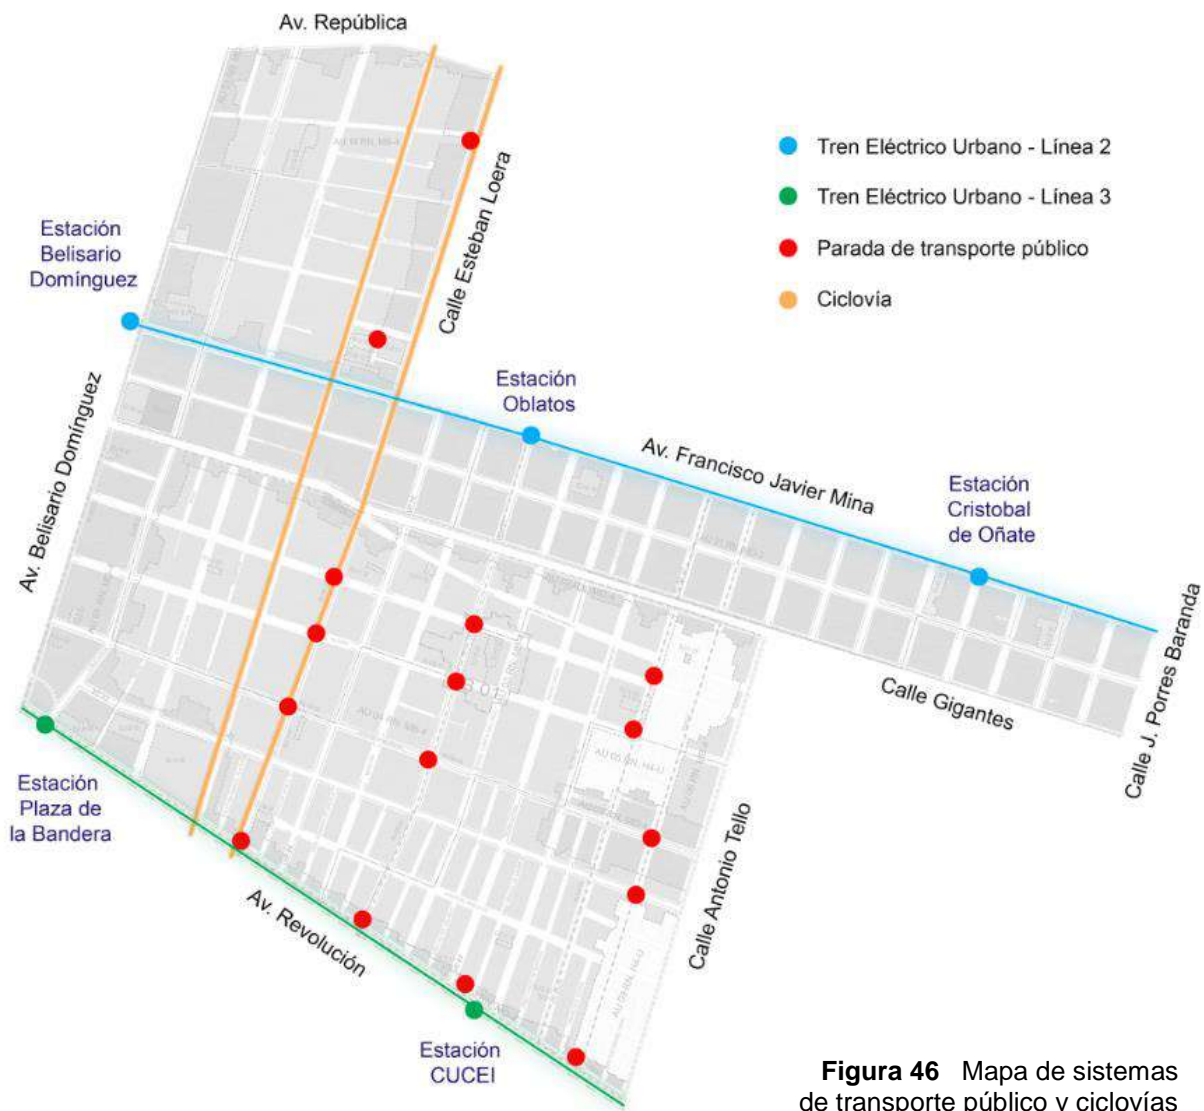 Av. República
Tren Eléctrico Urbano - Línea 2
Tren Eléctrico Urbano - Línea 3
Parada de transporte público
Ciclovía
Estación
Belisario
Domínguez
Calle Esteban Loera
Estación
Oblatos
Av. Francisco Javier Mina
Estación
Cristobal
de Oñate
Av. Belisario Domínguez
Calle Gigantes
Calle J. Porres Baranda
Estación
Plaza de
la Bandera
Av. Revolución
Calle Antonio Tello
Estación
CUCEI
Figura 46 Mapa de sistemas
de transporte público y ciclovías